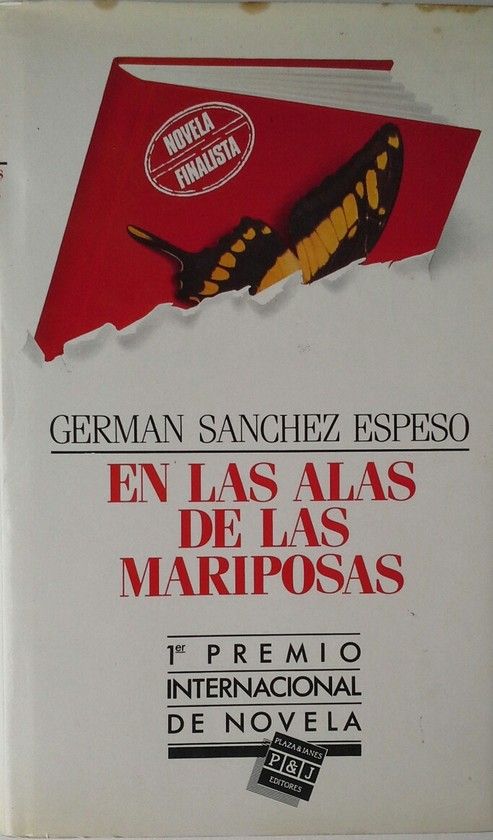 NOVELA
FINALISTA
GERMAN SANCHEZ ESPESO
EN LAS ALAS
DE LAS
MARIPOSAS
1er PREMIO
INTERNACIONAL
DE NOVELA
PLAZA & JANES
P & J
EDITORES